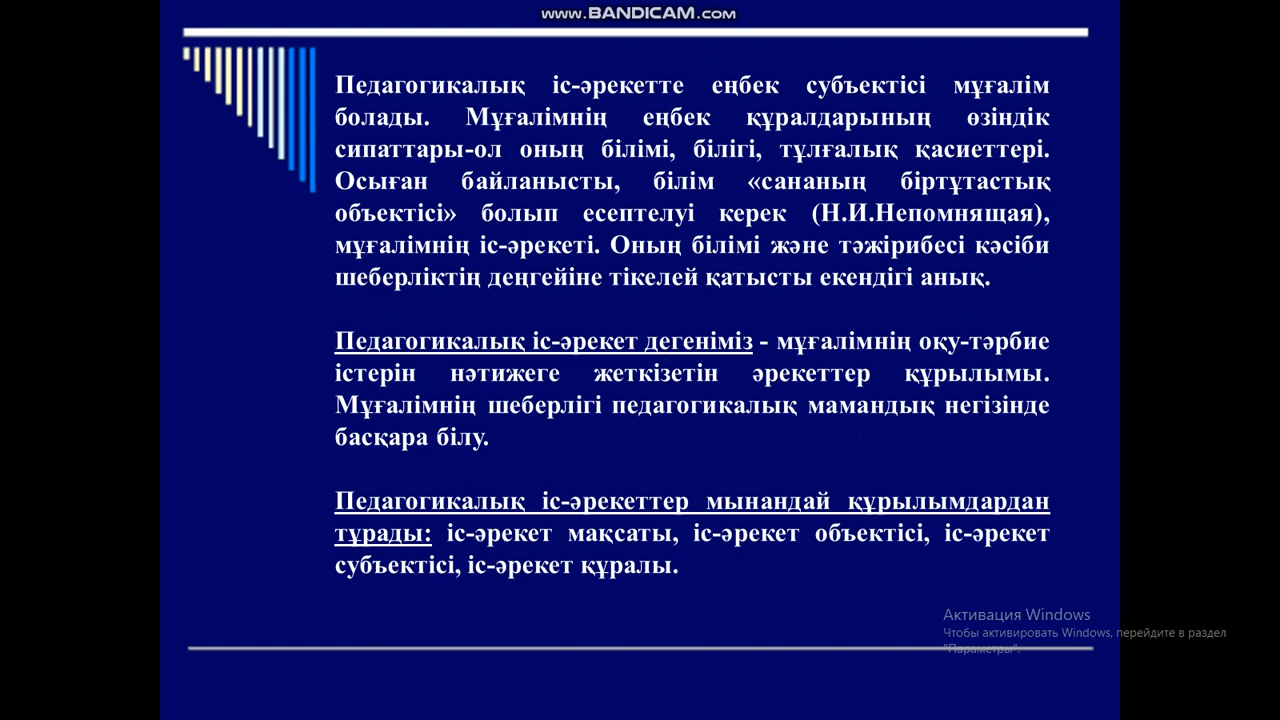 www.BANDICAM.com
Педагогикалық іс-әрекетте еңбек субъектісі мұғалім
болады. Мұғалімнің еңбек құралдарының өзіндік
сипаттары-ол оның білімі, білігі, тұлғалық қасиеттері.
Осыған байланысты, білім «сананың біртұтастық
объектісі» болып есептелуі керек (Н.И.Непомнящая),
мұғалімнің іс-әрекеті. Оның білімі және тәжірибесі кәсіби
шеберліктің деңгейіне тікелей қатысты екендігі анық.
Педагогикалық іс-әрекет дегеніміз - мұғалімнің оқу-тәрбие
істерін нәтижеге жеткізетін әрекеттер құрылымы.
Мұғалімнің шеберлігі педагогикалық мамандық негізінде
басқара білу.
Педагогикалық іс-әрекеттер мынандай құрылымдардан
тұрады: іс-әрекет мақсаты, іс-әрекет объектісі, іс-әрекет
субъектісі, іс-әрекет құралы.
Активация Windows
Чтобы активировать Windows, перейдите в раздел
"Параметры".